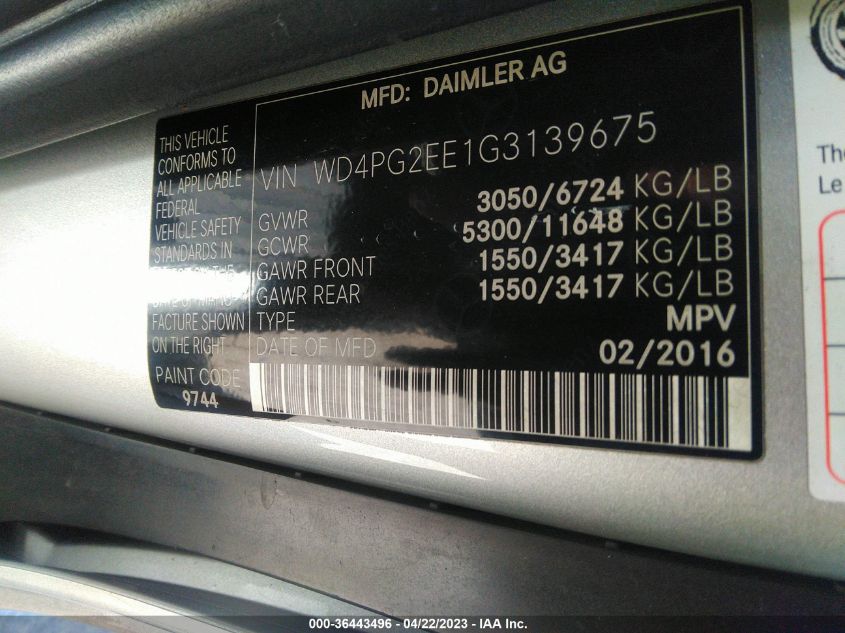 MFD: DAIMLER AG
THIS VEHICLE
CONFORMS TO
ALL APPLICABLE
FEDERAL
VEHICLE SAFETY
STANDARDS IN
FACTURE SHOWN
ON THE RIGHT
PAINT CODE
9744
VIN WD4PG2EE1G3139675
GVWR 3050/6724 KG/LB
GCWR 5300/11648 KG/LB
GAWR FRONT 1550/3417 KG/LB
GAWR REAR 1550/3417 KG/LB
TYPE MPV
DATE OF MFD 02/2016
Le
000-36443496 - 04/22/2023 - IAA Inc.